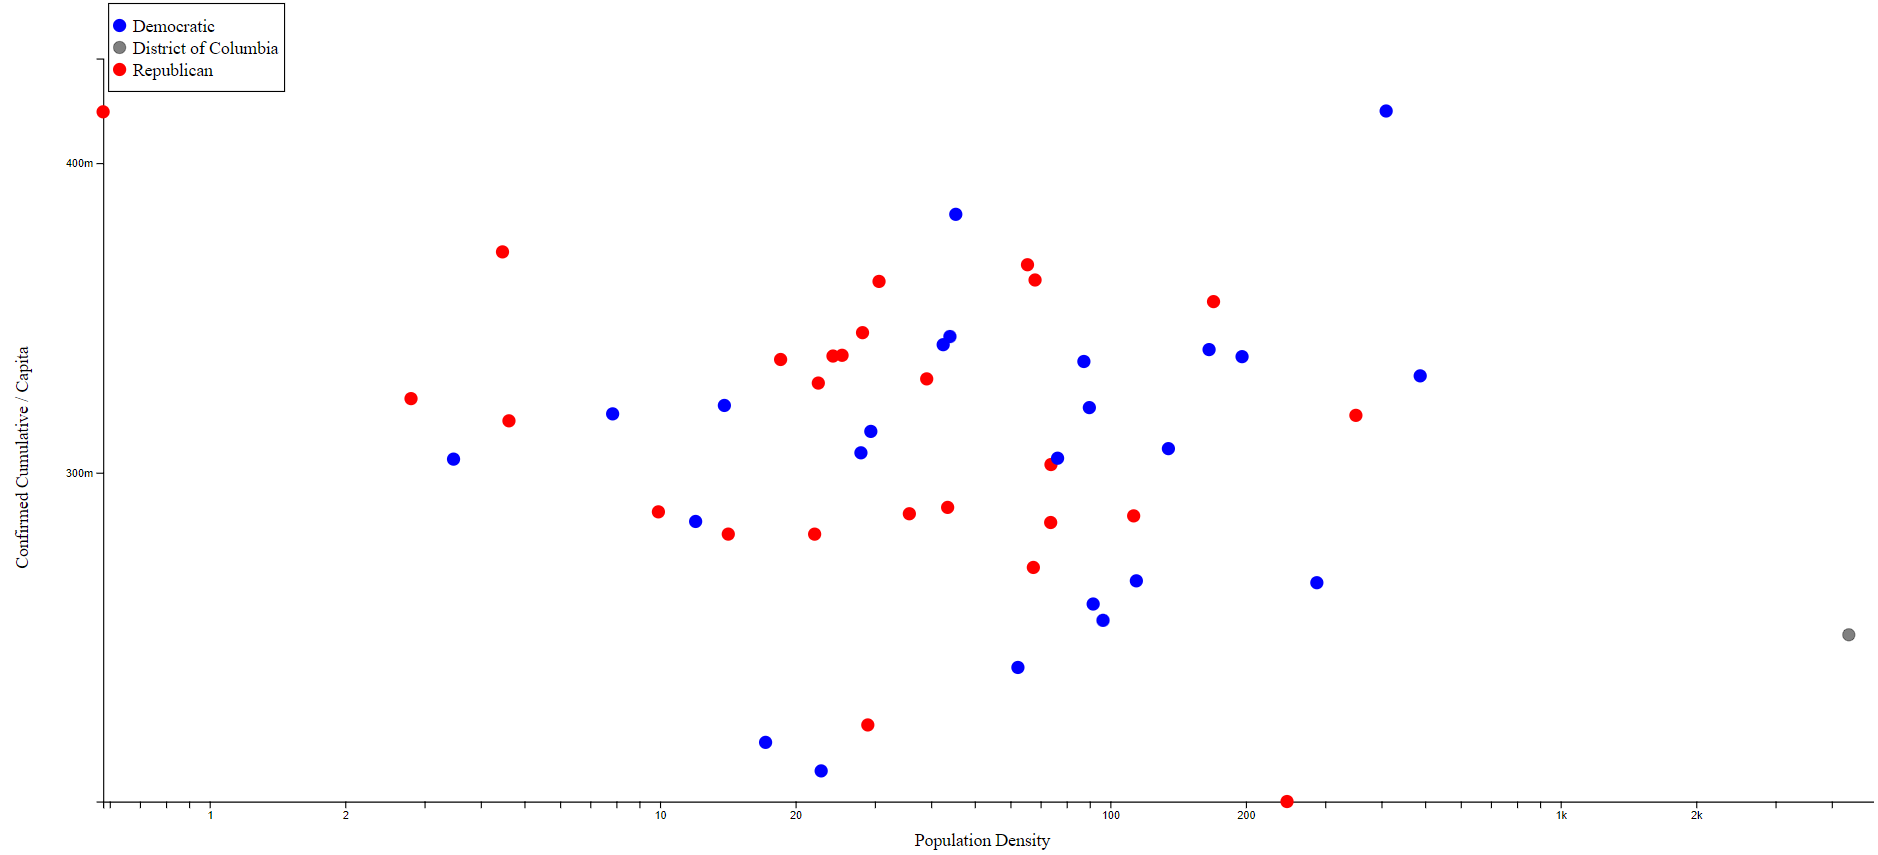 Democratic
District of Columbia
Republican
400m
300m
Confirmed Cumulative / Capita
1
2
10
20
100
200
1k
2k
Population Density